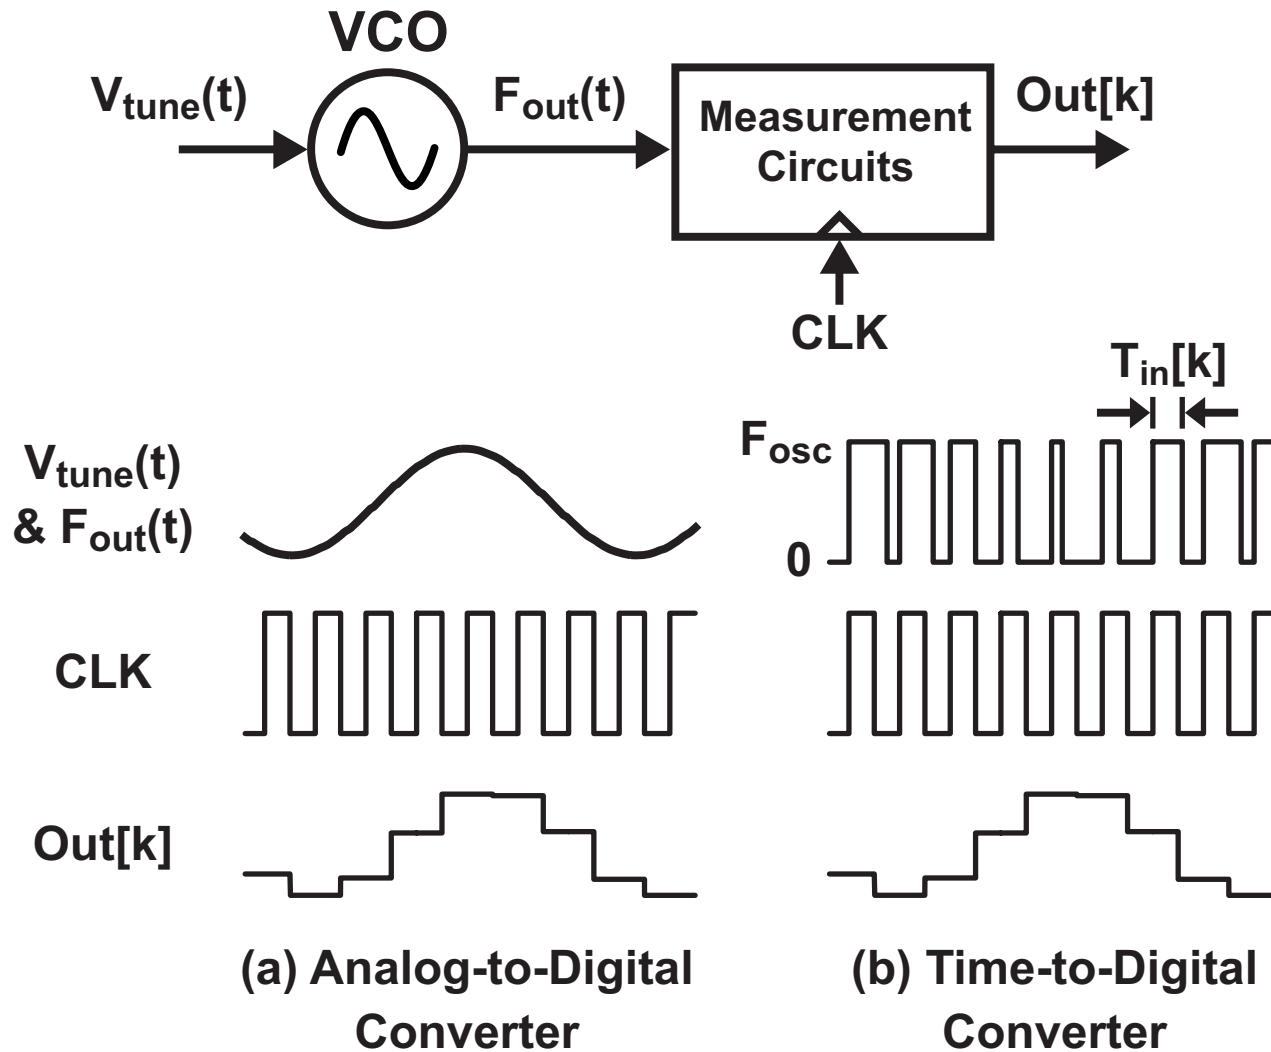 VCO
Vtune(t)
Fout(t)
Measurement
Circuits
Out[k]
CLK
Tin[k]
Vtune(t)
& Fout(t)
Fosc
0
CLK
Out[k]
(a) Analog-to-Digital
Converter
(b) Time-to-Digital
Converter